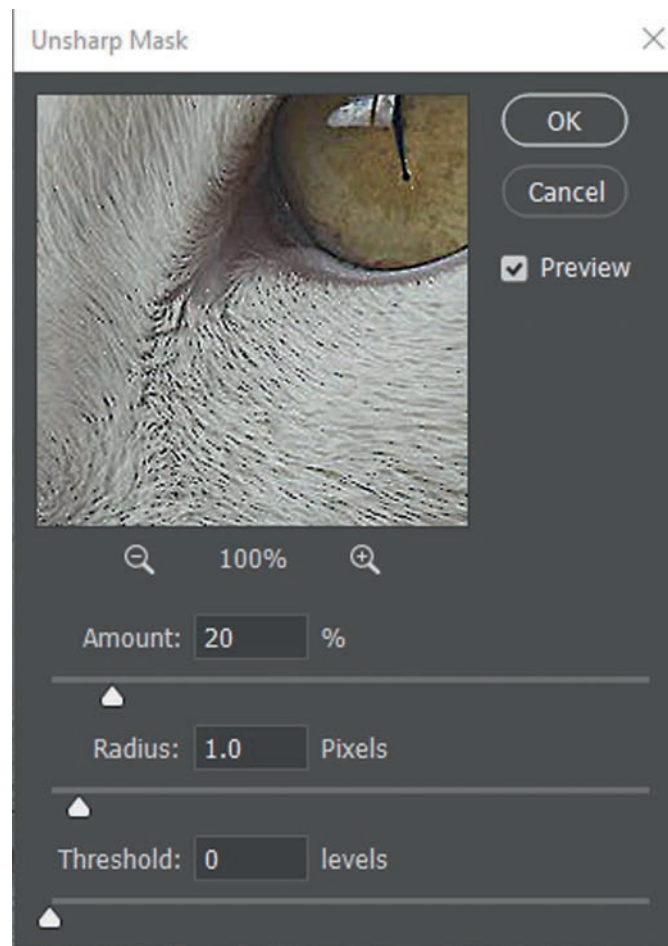 Unsharp Mask
OK
Cancel
Preview
100%
Amount: 20 %
Radius: 1.0 Pixels
Threshold: 0 levels